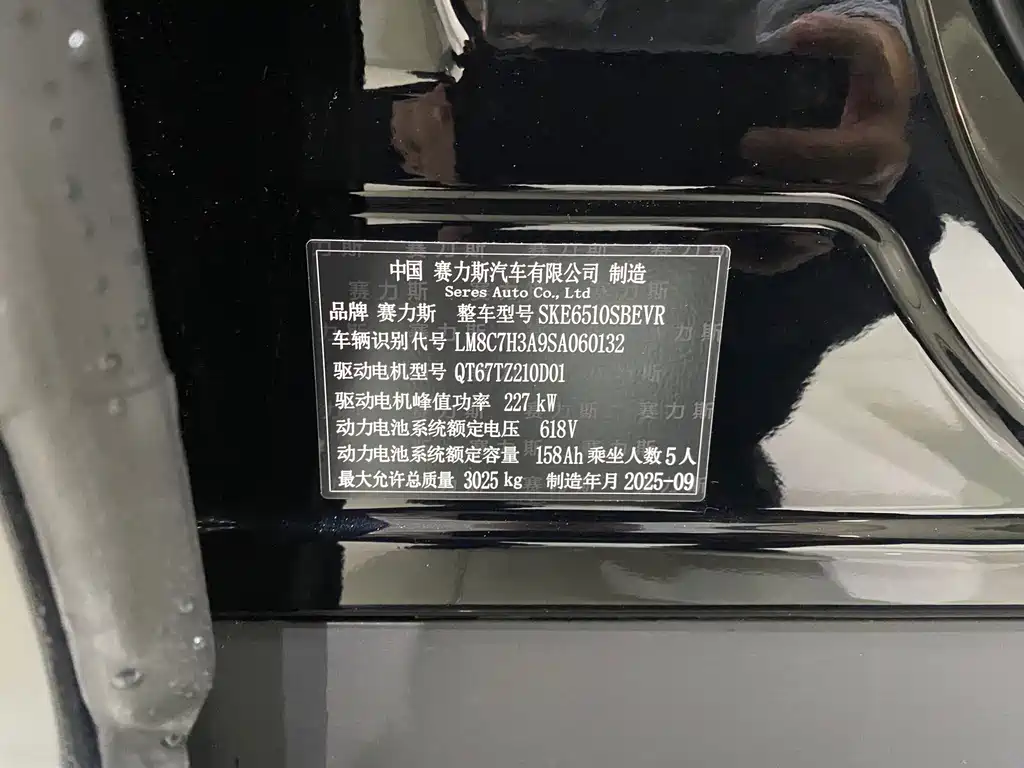 中国 赛力斯汽车有限公司 制造
Seres Auto Co., Ltd
品牌 赛力斯 整车型号 SKE6510SBEVR
车辆识别代号 LM8C7H3A9SA060132
驱动电机型号 QT67TZ210D01
驱动电机峰值功率 227 kW
动力电池系统额定电压 618V
动力电池系统额定容量 158Ah 乘坐人数 5 人
最大允许总质量 3025 kg 制造年月 2025-09